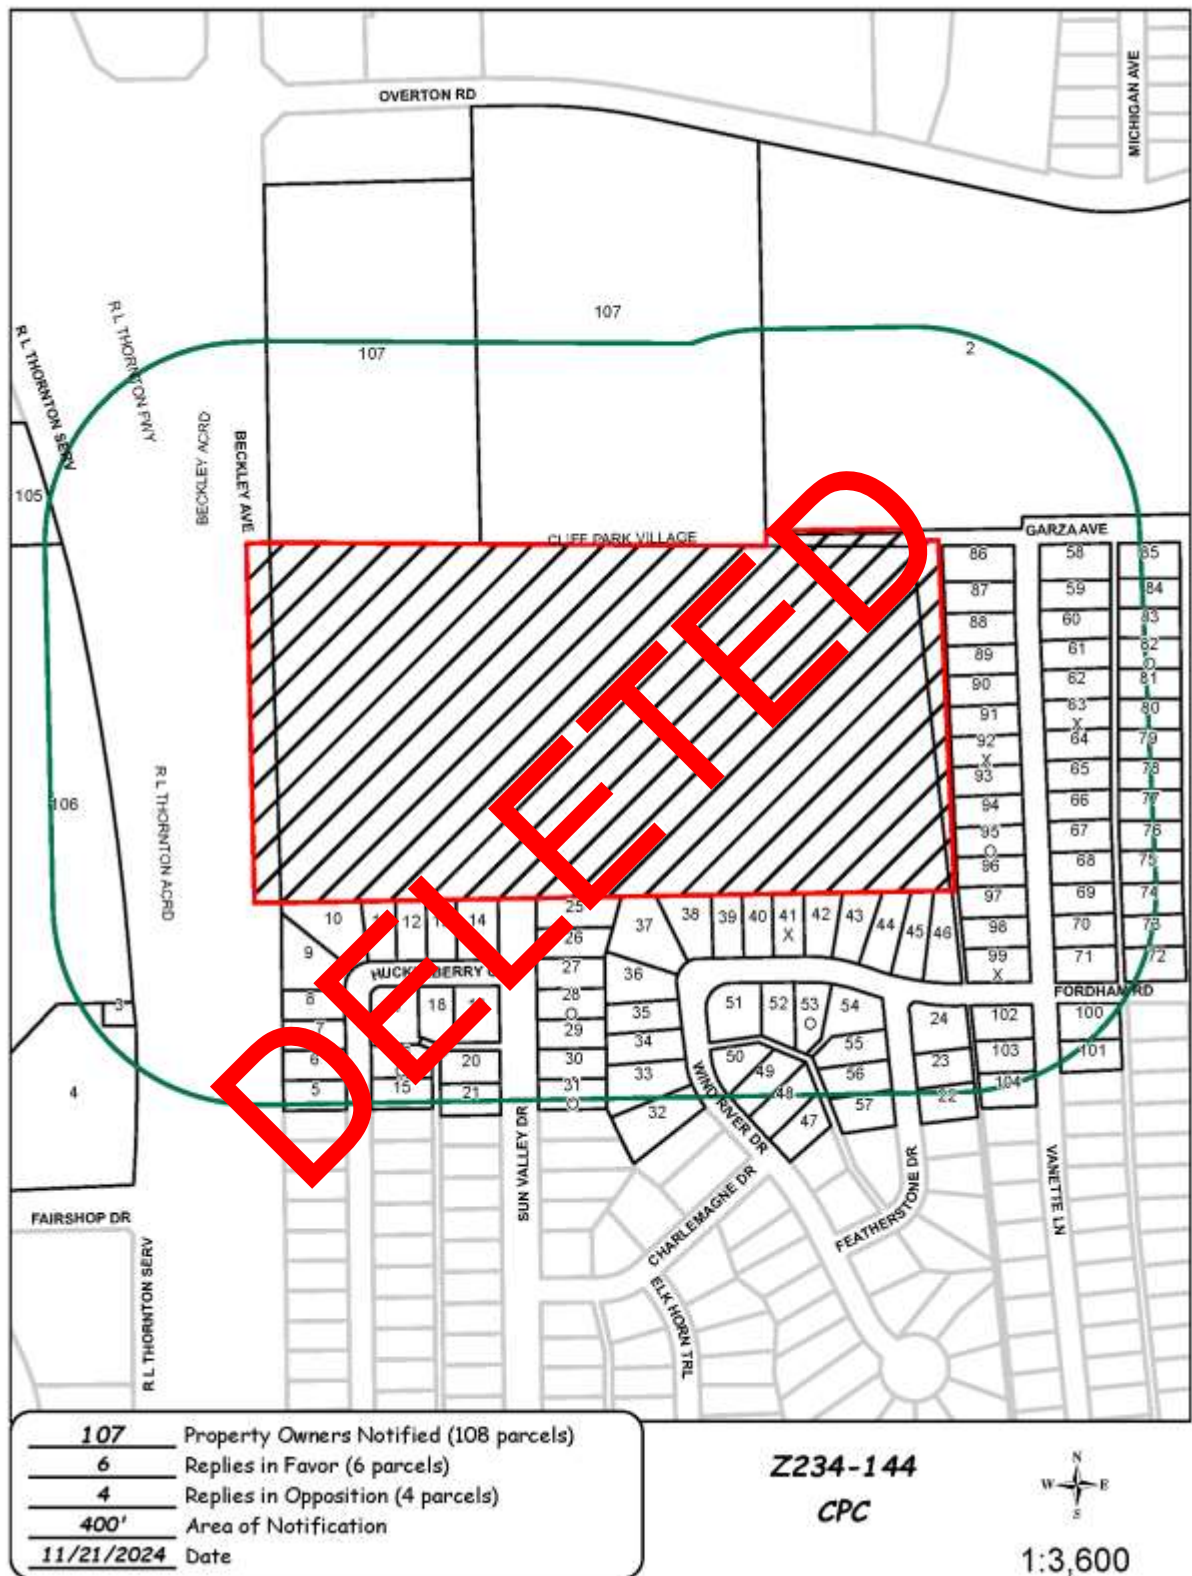 OVERTON RD
MICHIGAN AVE
107
107
2
R L THORNTON SERV
R L THORNTON FWY
BECKLEY ACRD
BECKLEY AVE
105
CLIFF PARK VILLAGE
GARZA AVE
86
58
85
87
59
84
88
60
83
89
61
82
O
90
62
81
91
63
X
80
92
X
64
79
93
65
78
94
66
77
95
O
67
76
96
68
75
97
69
74
98
70
73
99
X
71
72
106
R L THORNTON ACRD
DELETED
10
12
14
25
37
38
39
40
41
X
42
43
44
45
46
9
26
27
36
HUCK
BERRY
FORDHAM RD
8
18
28
O
35
51
52
53
O
54
24
102
100
3
7
29
34
55
103
101
6
20
30
33
50
49
56
23
104
4
5
15
21
31
O
32
48
47
57
22
WIND RIVER DR
SUN VALLEY DR
VANETTE LN
CHARLEMAGNE DR
FEATHERSTONE DR
FAIRSHOP DR
R L THORNTON SERV
ELK HORN TRL
107 Property Owners Notified (108 parcels)
6 Replies in Favor (6 parcels)
4 Replies in Opposition (4 parcels)
400' Area of Notification
11/21/2024 Date
Z234-144
CPC
N
W E
S
1:3,600